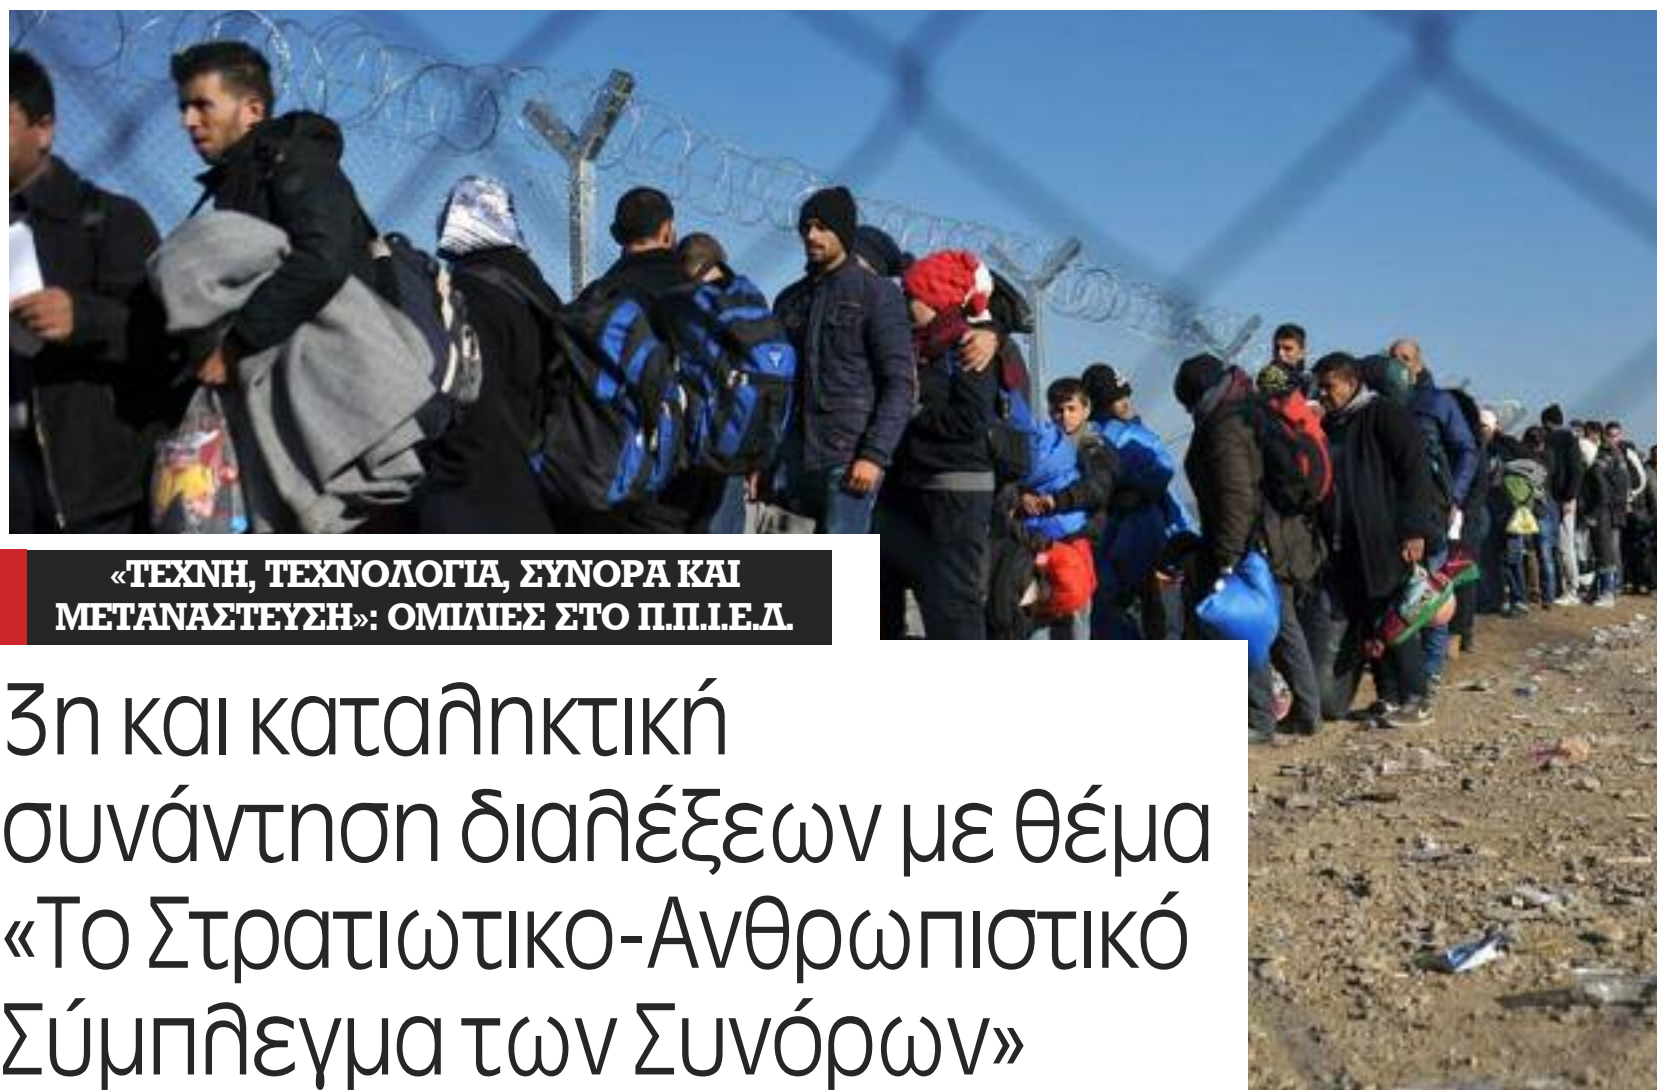 «ΤΕΧΝΗ, ΤΕΧΝΟΛΟΓΙΑ, ΣΥΝΟΡΑ ΚΑΙ
ΜΕΤΑΝΑΣΤΕΥΣΗ»: ΟΜΙΛΙΕΣ ΣΤΟ Π.Π.Ι.Ε.Δ.
3η και καταληκτική
συνάντηση διαλέξεων με θέμα
«Το Στρατιωτικο-Ανθρωπιστικό
Σύμπλεγμα των Συνόρων»